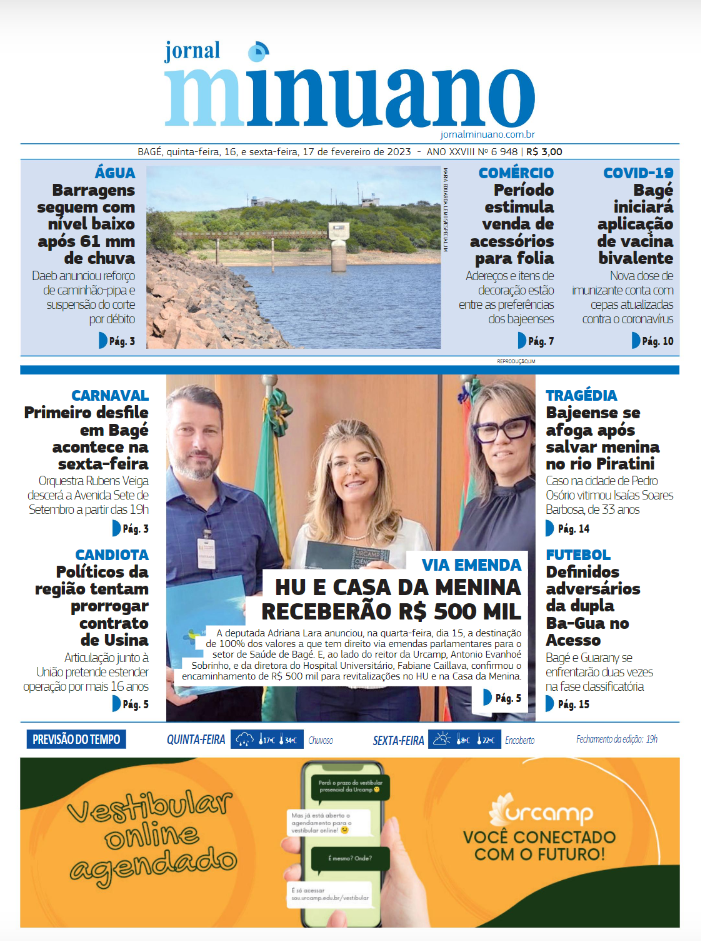 jornal
minuano
jornalminuano.com.br
BAGÉ, quinta-feira, 16, e sexta-feira, 17 de fevereiro de 2023 - ANO XXVIII Nº 6.948 | R$ 3,00
ÁGUA
Barragens
seguem com
nível baixo
após 61 mm
de chuva
Daeb anunciou reforço
de caminhão-pipa e
suspensão do corte
por débito
Pág. 3
COMÉRCIO
Período
estimula
venda de
acessórios
para folia
Adereços e itens de
decoração estão
entre as preferências
dos bajeenses
Pág. 7
COVID-19
Bagé
iniciará
aplicação
de vacina
bivalente
Nova dose de
imunizante conta com
cepas atualizadas
contra o coronavírus
Pág. 10
REPRODUÇÃO/JM
CARNAVAL
Primeiro desfile
em Bagé
acontece na
sexta-feira
Orquestra Rubens Veiga
descerá a Avenida Sete de
Setembro a partir das 19h
Pág. 3
CANDIOTA
Políticos da
região tentam
prorrogar
contrato
de Usina
Articulação junto à
União pretende estender
operação por mais 16 anos
Pág. 5
URCAMP
VIA EMENDA
HU E CASA DA MENINA
RECEBERÃO R$ 500 MIL
A deputada Adriana Lara anunciou, na quarta-feira, dia 15, a destinação
de 100% dos valores a que tem direito via emendas parlamentares para o
setor de Saúde de Bagé. E, ao lado do reitor da Urcamp, Antonio Evanhoé
Sobrinho, e da diretora do Hospital Universitário, Fabiane Caillava, confirmou o
encaminhamento de R$ 500 mil para revitalizações no HU e na Casa da Menina.
Pág. 5
TRAGÉDIA
Bajeense se
afoga após
salvar menina
no rio Piratini
Caso na cidade de Pedro
Osório vitimou Isaías Soares
Barbosa, de 33 anos
Pág. 14
FUTEBOL
Definidos
adversários
da dupla
Ba-Gua no
Acesso
Bagé e Guarany se
enfrentarão duas vezes
na fase classificatória
Pág. 15
PREVISÃO DO TEMPO
QUINTA-FEIRA
17ºC 34ºC Chuvoso
SEXTA-FEIRA
22ºC Encoberto
Fechamento da edição: 19h
Vestibular
online
agendado
Perdi o prazo do vestibular
presencial da Urcamp
Mas já está aberto o
agendamento para o
vestibular online!
É mesmo? Onde?
É só acessar
sou.urcamp.edu.br/vestibular
urcamp
VOCÊ CONECTADO
COM O FUTURO!